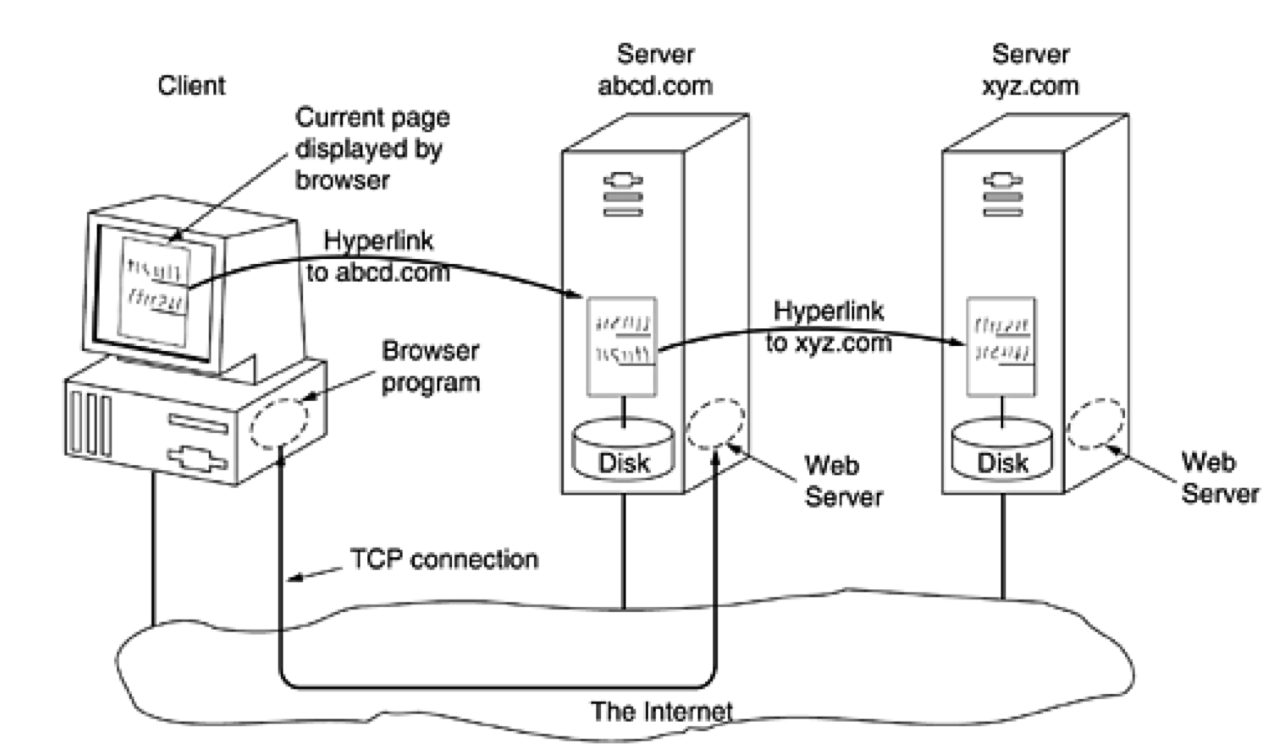 Client
Server
abcd.com
Server
xyz.com
Current page
displayed by
browser
Hyperlink
to abcd.com
Hyperlink
to xyz.com
Browser
program
Disk
Web
Server
Disk
Web
Server
TCP connection
The Internet